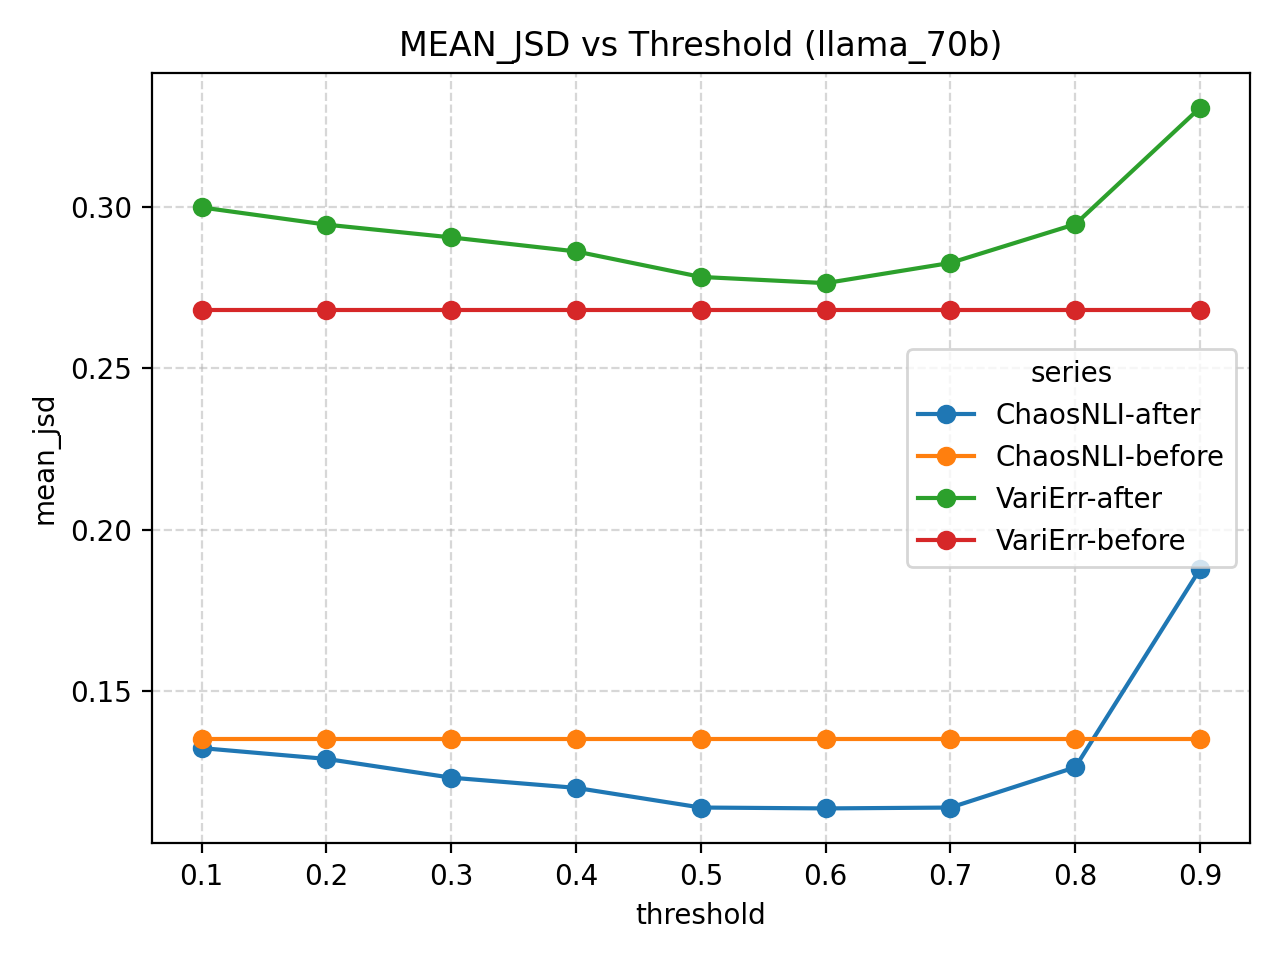 MEAN_JSD vs Threshold (llama_70b)
mean_jsd
0.30
0.25
0.20
0.15
series
ChaosNLI-after
ChaosNLI-before
VariErr-after
VariErr-before
0.1 0.2 0.3 0.4 0.5 0.6 0.7 0.8 0.9
threshold